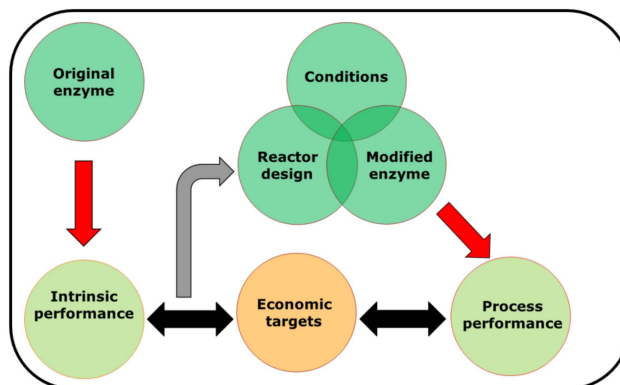 Original
enzyme
Conditions
Reactor
design
Modified
enzyme
Intrinsic
performance
Economic
targets
Process
performance